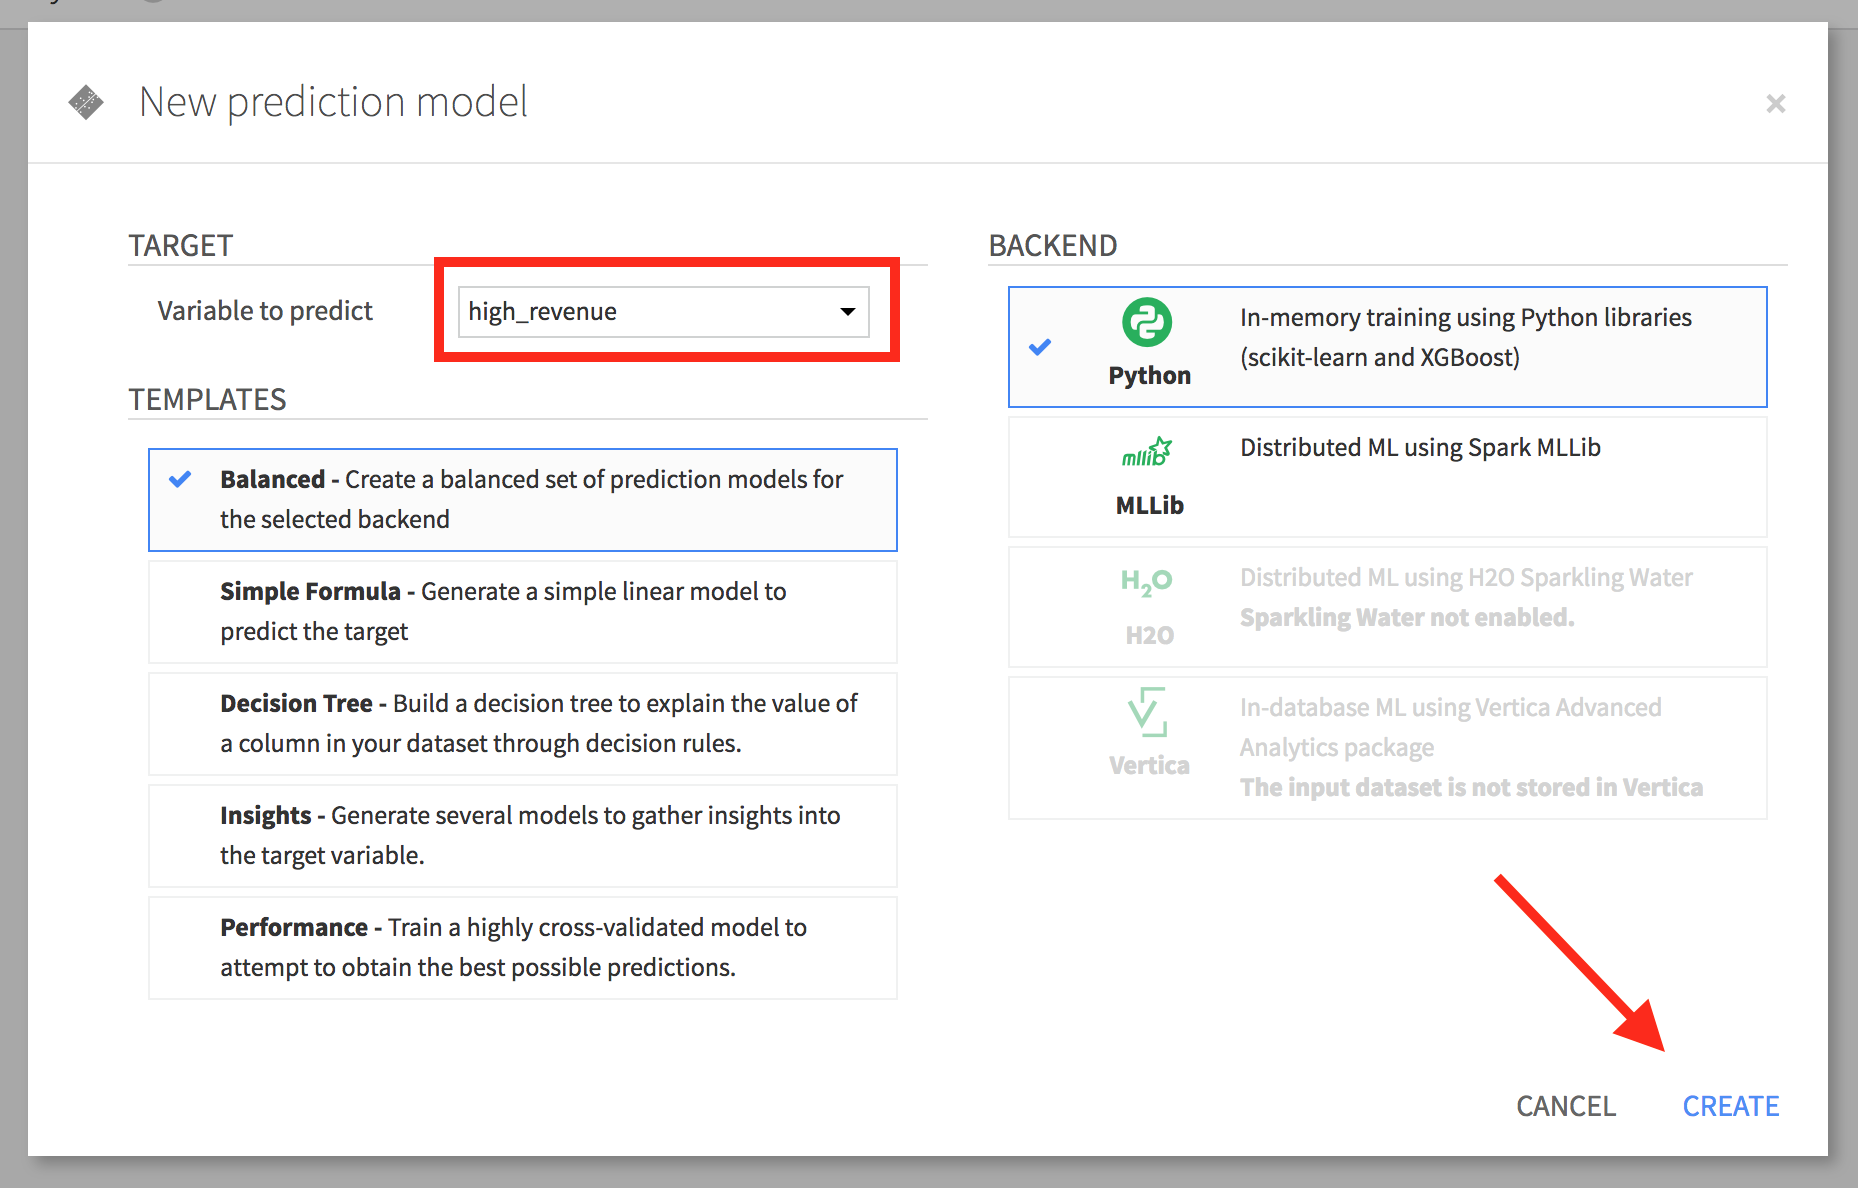 New prediction model
×
TARGET
Variable to predict
high_revenue
TEMPLATES
Balanced - Create a balanced set of prediction models for
the selected backend
Simple Formula - Generate a simple linear model to
predict the target
Decision Tree - Build a decision tree to explain the value of
a column in your dataset through decision rules.
Insights - Generate several models to gather insights into
the target variable.
Performance - Train a highly cross-validated model to
attempt to obtain the best possible predictions.
BACKEND
Python
In-memory training using Python libraries
(scikit-learn and XGBoost)
mllib
MLLib
Distributed ML using Spark MLLib
H2O
H2O
Distributed ML using H2O Sparkling Water
Sparkling Water not enabled.
Vertica
In-database ML using Vertica Advanced
Analytics package
The input dataset is not stored in Vertica
CANCEL
CREATE